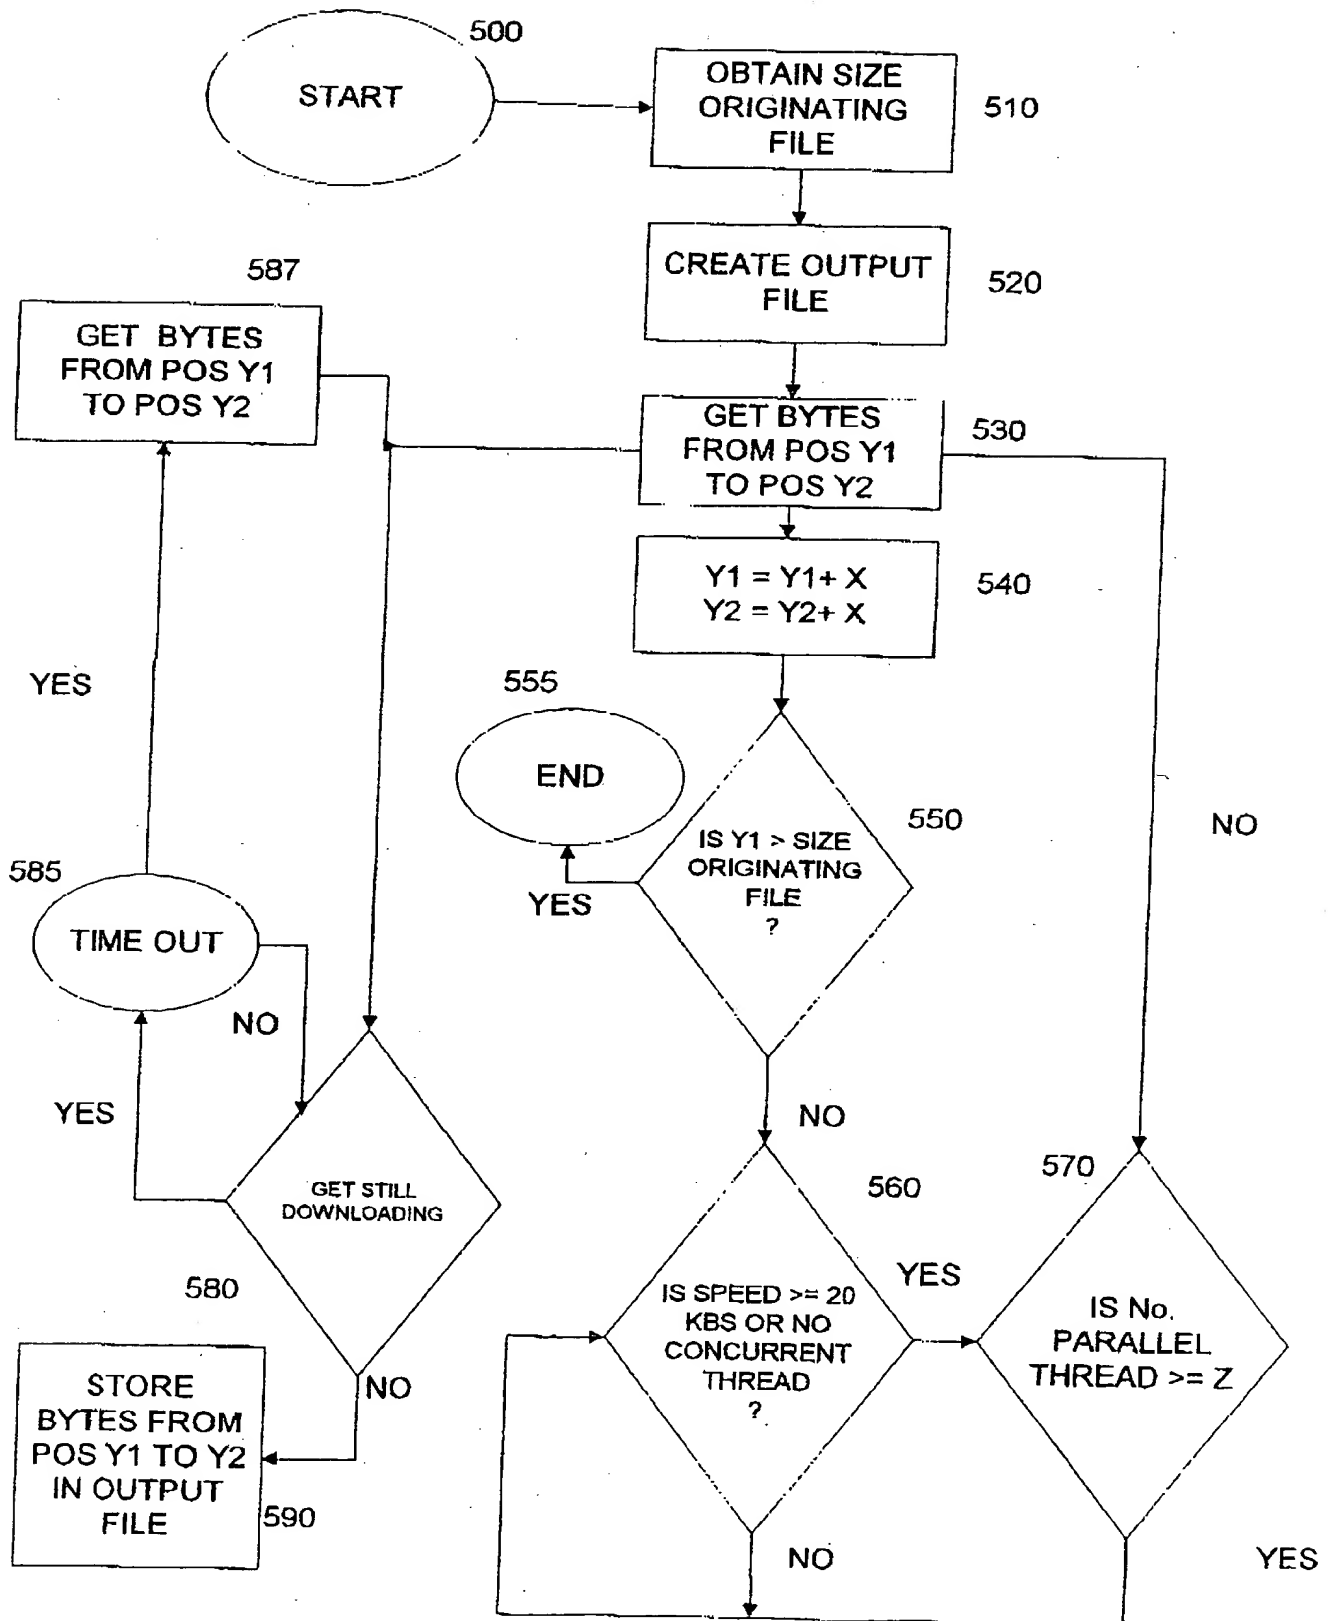 500
START
OBTAIN SIZE
ORIGINATING
FILE
510
CREATE OUTPUT
FILE
520
587
GET BYTES
FROM POS Y1
TO POS Y2
GET BYTES
FROM POS Y1
TO POS Y2
530
Y1 = Y1+ X
Y2 = Y2+ X
540
YES
555
END
550
IS Y1 > SIZE
ORIGINATING
FILE
?
NO
YES
585
TIME OUT
NO
YES
NO
570
560
GET STILL
DOWNLOADING
580
YES
IS SPEED >= 20
KBS OR NO
CONCURRENT
THREAD
?
IS No.
PARALLEL
THREAD >= Z
NO
STORE
BYTES FROM
POS Y1 TO Y2
IN OUTPUT
FILE
590
NO
YES